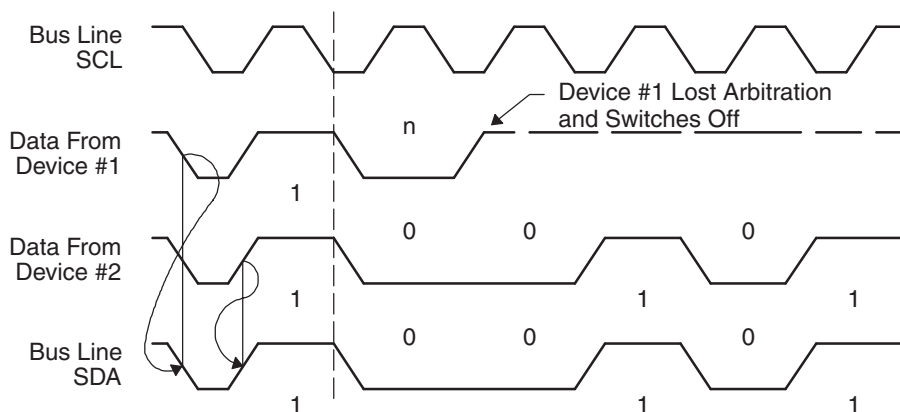 Bus Line
SCL
Device #1 Lost Arbitration
and Switches Off
n
Data From
Device #1
1
0 0 0
Data From
Device #2
1 1 1
0 0 0
Bus Line
SDA
1 1 1